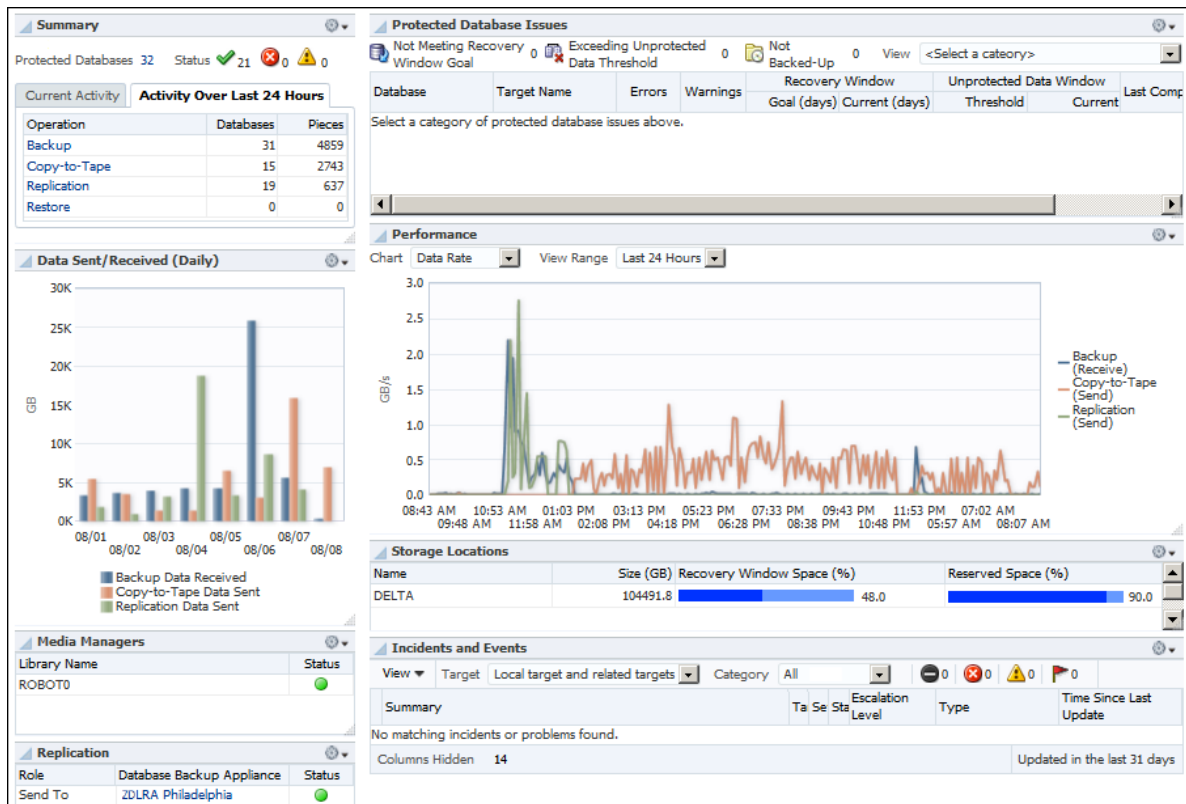 Summary
Protected Databases 32 Status 21 0 0
Current Activity Activity Over Last 24 Hours
Operation Databases Pieces
Backup 31 4859
Copy-to-Tape 15 2743
Replication 19 637
Restore 0 0
Data Sent/Received (Daily)
30K
25K
20K
15K
10K
5K
0K
GB
08/01 08/03 08/05 08/07
08/02 08/04 08/06 08/08
Backup Data Received
Copy-to-Tape Data Sent
Replication Data Sent
Media Managers
Library Name Status
ROBOT0
Replication
Role Database Backup Appliance Status
Send To ZDLRA Philadelphia
Protected Database Issues
Not Meeting Recovery Window Goal 0 Exceeding Unprotected Data Threshold 0 Not Backed-Up 0 View <Select a cateory>
Database Target Name Errors Warnings Recovery Window Unprotected Data Window Last Comp
Goal (days) Current (days) Threshold Current
Select a category of protected database issues above.
Performance
Chart Data Rate View Range Last 24 Hours
3.0
2.5
2.0
1.5
1.0
0.5
0.0
GB/s
08:43 AM 10:53 AM 01:03 PM 03:13 PM 05:23 PM 07:33 PM 09:43 PM 11:53 PM 07:02 AM
09:48 AM 11:58 AM 02:08 PM 04:18 PM 06:28 PM 08:38 PM 10:48 PM 05:57 AM 08:07 AM
Backup
(Receive)
Copy-to-Tape
(Send)
Replication
(Send)
Storage Locations
Name Size (GB) Recovery Window Space (%) Reserved Space (%)
DELTA 104491.8 48.0 90.0
Incidents and Events
View Target Local target and related targets Category All 0 0 0 0
Summary Ta Se Sta Escalation Level Type Time Since Last Update
No matching incidents or problems found.
Columns Hidden 14 Updated in the last 31 days